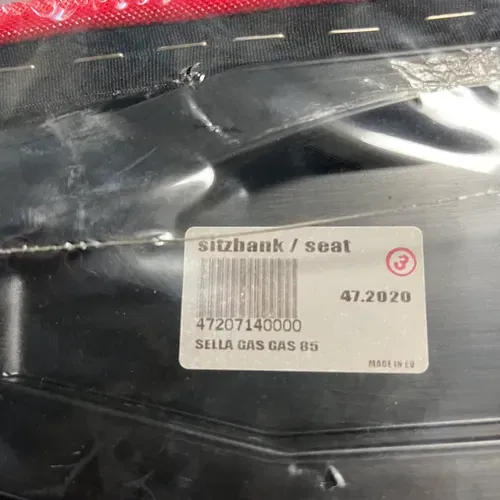 sitzbank / seat
3
47.2020
47207140000
SELLA GAS GAS 85
MADE IN EU